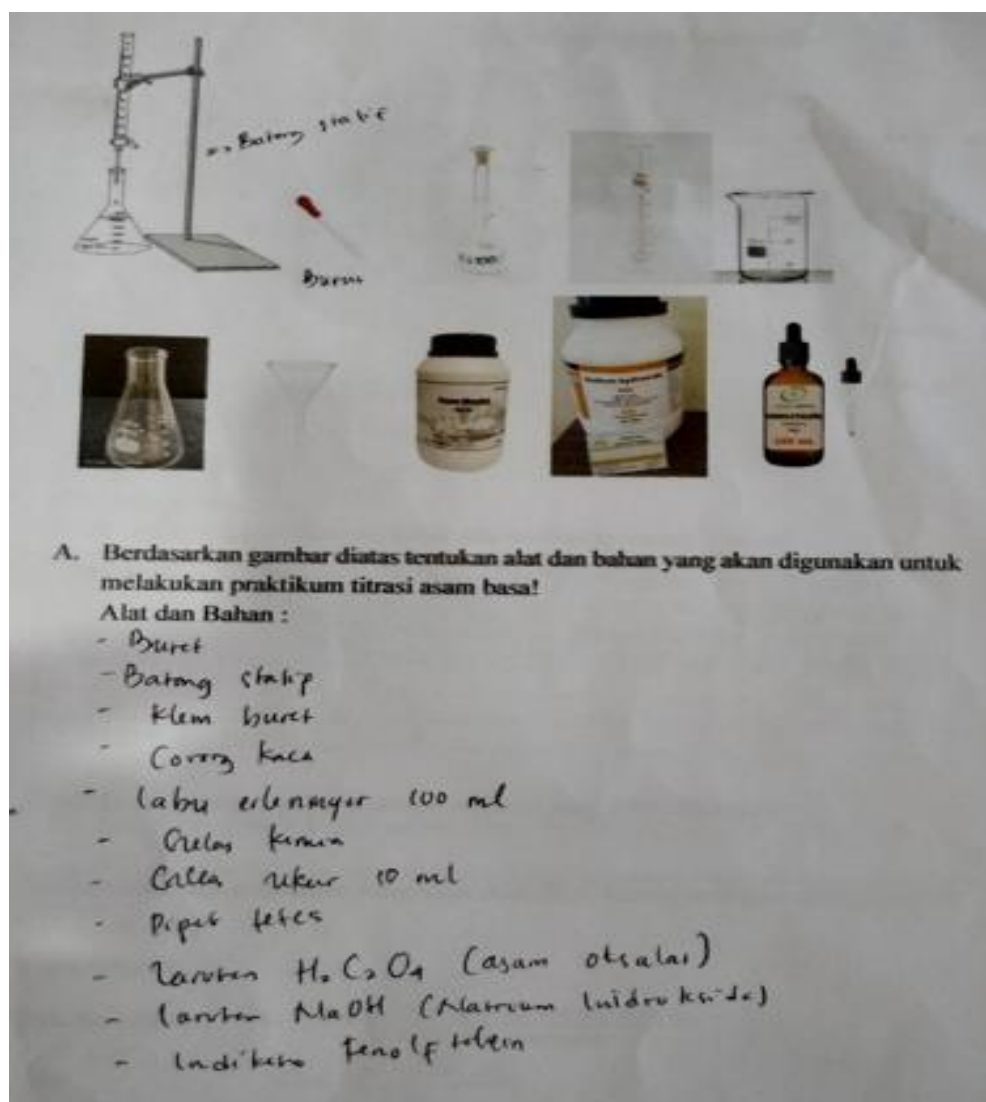 Batang statif
Buret
A. Berdasarkan gambar diatas tentukan alat dan bahan yang akan digunakan untuk
melakukan praktikum titrasi asam basa!
Alat dan Bahan :
- Buret
- Batang statip
- Klem buret
- Corong kaca
- labu erlenmeyer 100 ml
- Gelas kimia
- Gelas ukur 10 ml
- Pipet tetes
- Larutan H2C2O4 (asam oksalat)
- larutan NaOH (Natrium hidroksida)
- Indikator fenolftalein